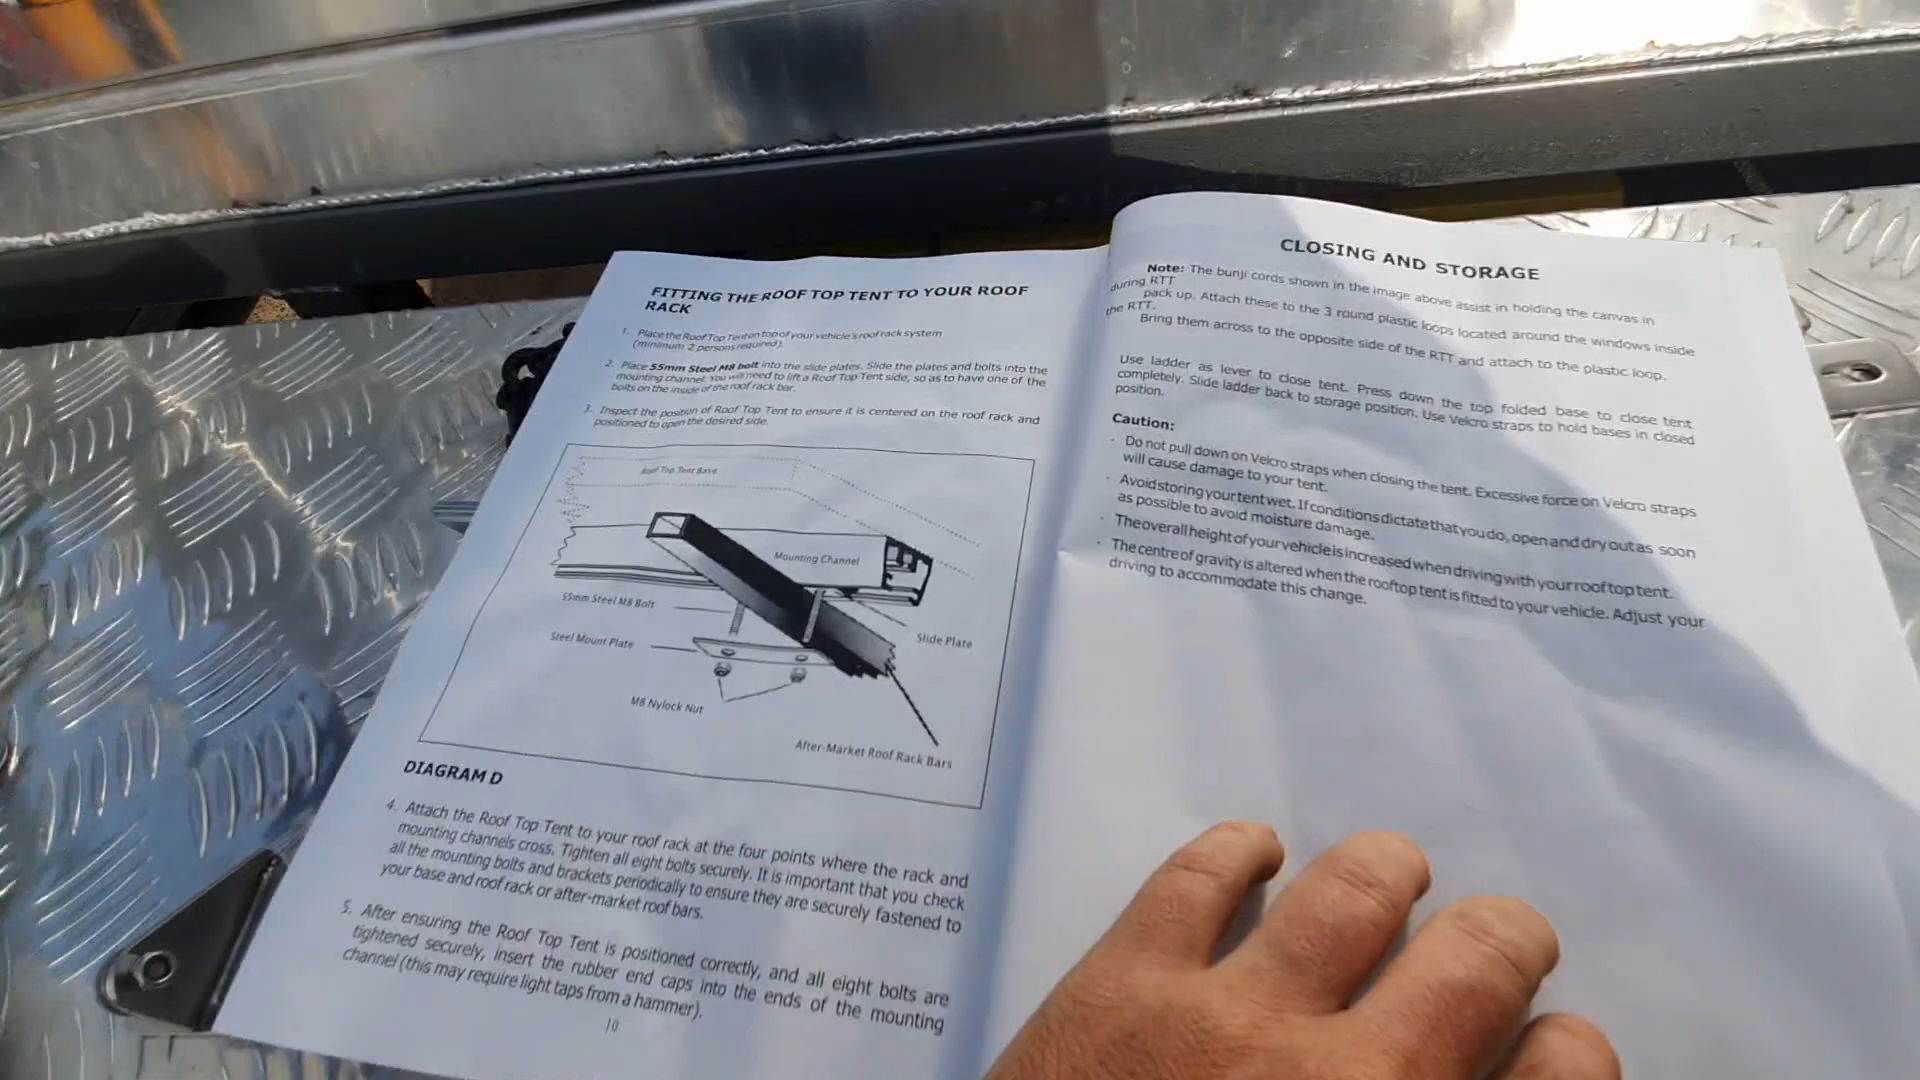 FITTING THE ROOF TOP TENT TO YOUR ROOF
RACK
1. Place the Roof Top Tent on top of your vehicle's roof rack system
(minimum 2 persons required).
2. Place 55mm Steel M8 bolt into the slide plates. Slide the plates and bolts into the
mounting channel. You will need to lift a Roof Top Tent side, so as to have one of the
bolts on the inside of the roof rack bar.
3. Inspect the position of Roof Top Tent to ensure it is centered on the roof rack and
positioned to open the desired side.
Roof Top Tent Base
Mounting Channel
55mm Steel M8 Bolt
Slide Plate
Steel Mount Plate
M8 Nylock Nut
After-Market Roof Rack Bars
DIAGRAM D
4. Attach the Roof Top Tent to your roof rack at the four points where the rack and
mounting channels cross. Tighten all eight bolts securely. It is important that you check
all the mounting bolts and brackets periodically to ensure they are securely fastened to
your base and roof rack or after-market roof bars.
5. After ensuring the Roof Top Tent is positioned correctly, and all eight bolts are
tightened securely, insert the rubber end caps into the ends of the mounting
channel (this may require light taps from a hammer).
10
CLOSING AND STORAGE
Note: The bunji cords shown in the image above assist in holding the canvas in
during RTT
pack up. Attach these to the 3 round plastic loops located around the windows inside
the RTT.
Bring them across to the opposite side of the RTT and attach to the plastic loop.
Use ladder as lever to close tent. Press down the top folded base to close tent
completely. Slide ladder back to storage position. Use Velcro straps to hold bases in closed
position.
Caution:
· Do not pull down on Velcro straps when closing the tent. Excessive force on Velcro straps
will cause damage to your tent.
· Avoid storing your tent wet. If conditions dictate that you do, open and dry out as soon
as possible to avoid moisture damage.
· The overall height of your vehicle is increased when driving with your roof top tent.
· The centre of gravity is altered when the rooftop tent is fitted to your vehicle. Adjust your
driving to accommodate this change.